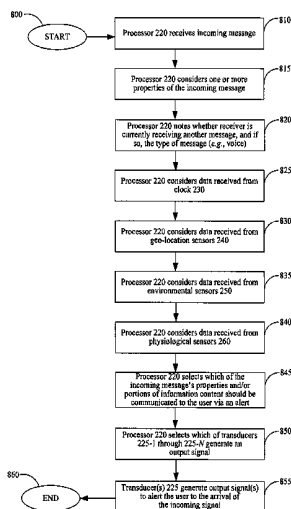 800
START
810
Processor 220 receives incoming message
815
Processor 220 considers one or more
properties of the incoming message
820
Processor 220 notes whether receiver is
currently receiving another message, and if
so, the type of message (e.g., voice)
825
Processor 220 considers data received from
clock 230
830
Processor 220 considers data received from
geo-location sensors 240
835
Processor 220 considers data received from
environmental sensors 250
840
Processor 220 considers data received from
physiological sensors 260
845
Processor 220 selects which of the
incoming message's properties and/or
portions of information content should be
communicated to the user via an alert
850
Processor 220 selects which of transducers
225-1 through 225-N generate an
output signal
855
Transducer(s) 225 generate output signal(s)
to alert the user to the arrival of
the incoming signal
860
END